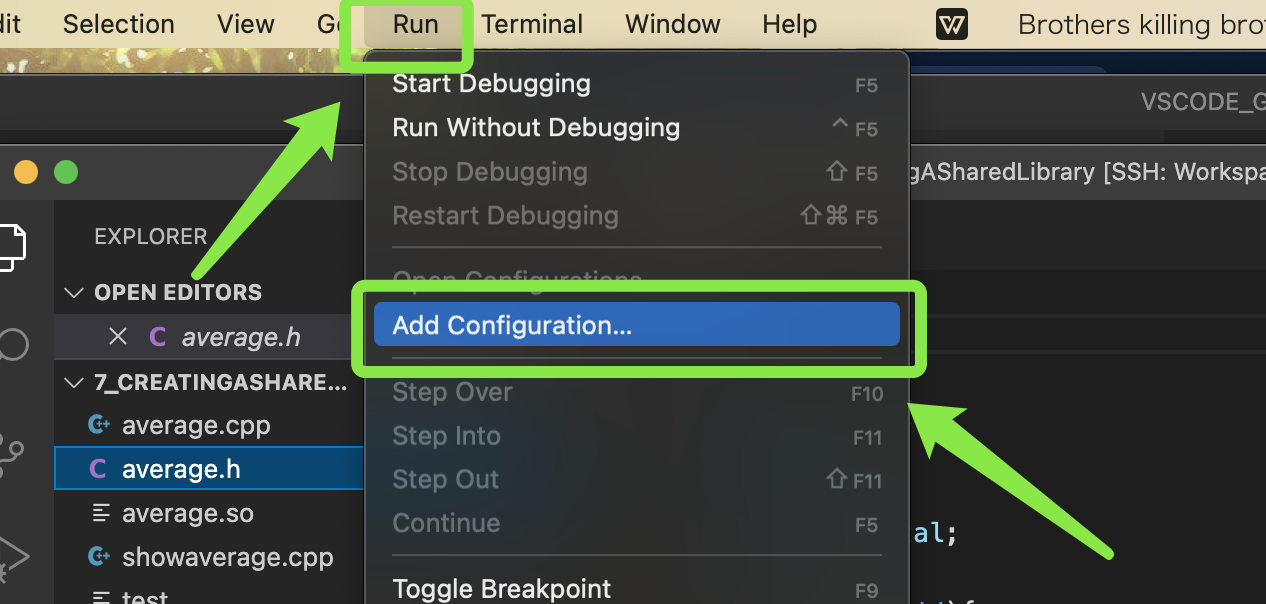 Selection View Run Terminal Window Help Brothers killing
Start Debugging F5
VSCODE_G
Run Without Debugging ^ F5
Stop Debugging ⇧ F5
gASharedLibrary [SSH: Workspa
Restart Debugging ⇧⌘ F5
EXPLORER
Open Configurations
OPEN EDITORS
Add Configuration...
C average.h
7_CREATINGASHARE...
Step Over F10
average.cpp
Step Into F11
C average.h
Step Out ⇧ F11
average.so
Continue F5
al;
showaverage.cpp
Toggle Breakpoint F9
test